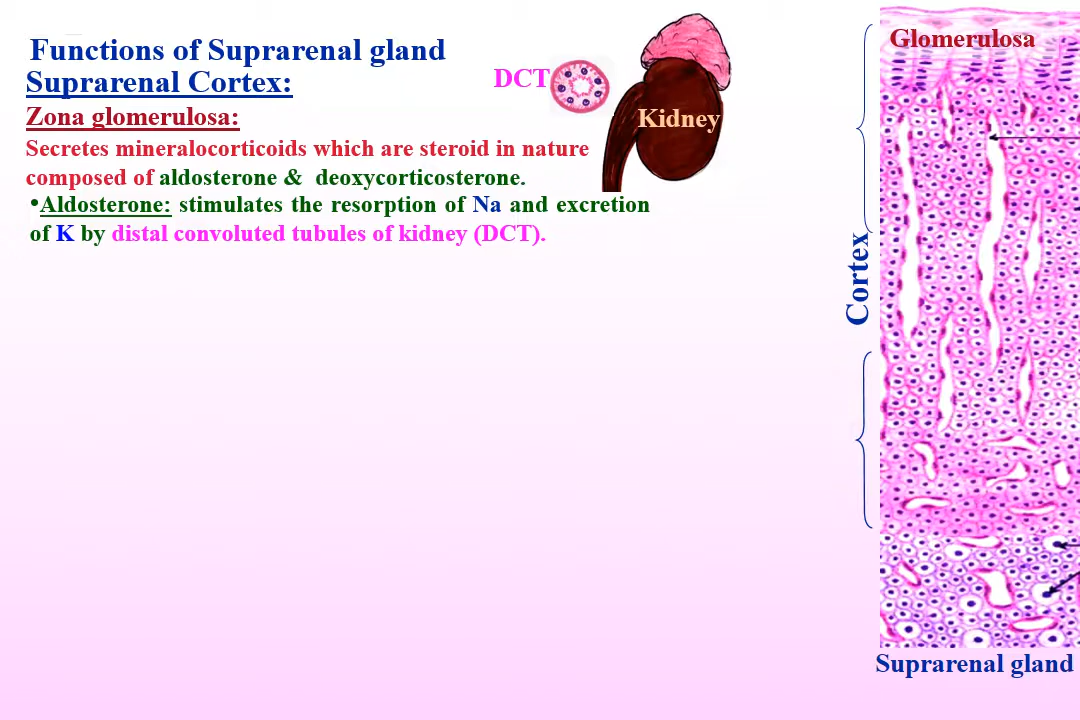 Functions of Suprarenal gland
Suprarenal Cortex:
Zona glomerulosa:
Secretes mineralocorticoids which are steroid in nature
composed of aldosterone & deoxycorticosterone.
•Aldosterone: stimulates the resorption of Na and excretion
of K by distal convoluted tubules of kidney (DCT).
DCT
Kidney
Glomerulosa
Cortex
Suprarenal gland